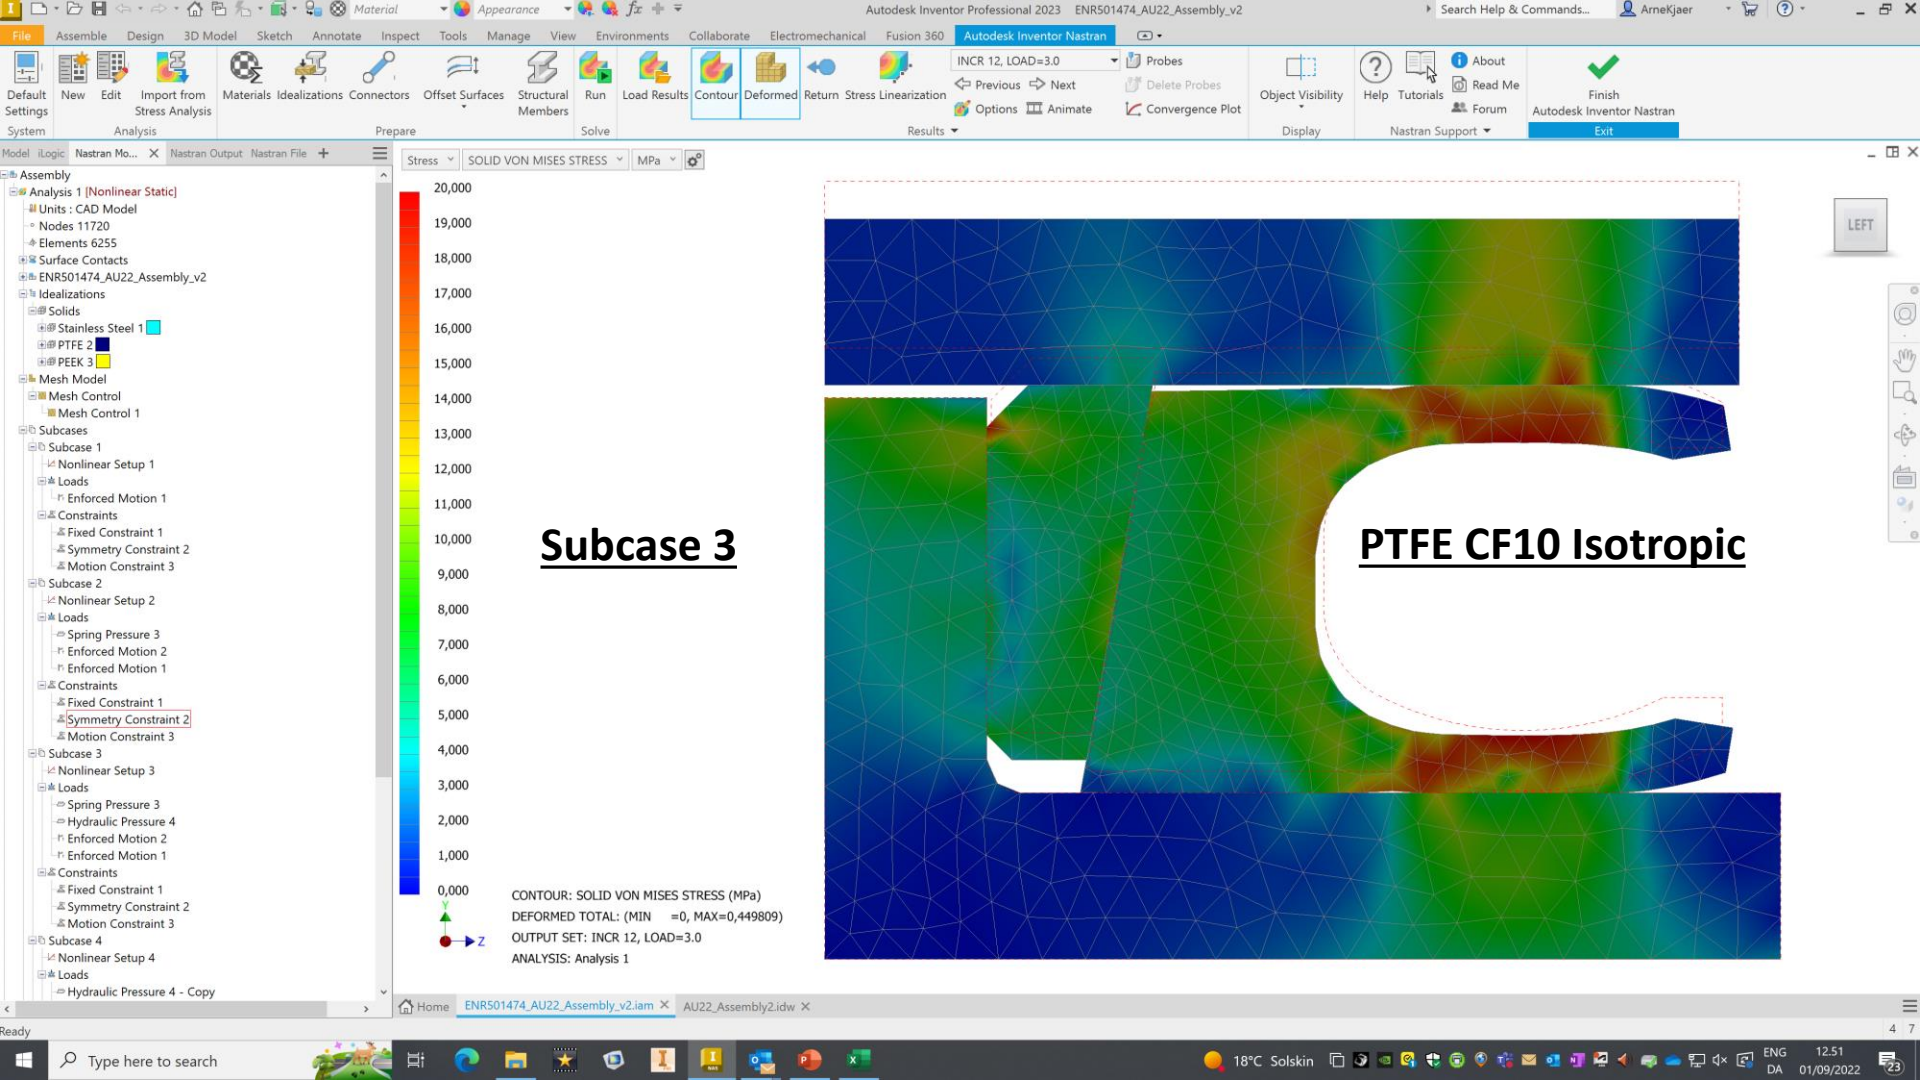 Material
Appearance
fx
Autodesk Inventor Professional 2023 ENR501474_AU22_Assembly_v2
Search Help & Commands...
ArneKjaer
File Assemble Design 3D Model Sketch Annotate Inspect Tools Manage View Environments Collaborate Electromechanical Fusion 360 Autodesk Inventor Nastran
Default Settings
New
Edit
Import from Stress Analysis
Materials
Idealizations
Connectors
Offset Surfaces
Structural Members
Run
Load Results
Contour
Deformed
Return
Stress Linearization
INCR 12, LOAD=3.0
Previous
Next
Options
Animate
Probes
Delete Probes
Convergence Plot
Object Visibility
Help
Tutorials
About
Read Me
Forum
Finish
Autodesk Inventor Nastran
System Analysis Prepare Solve Results Display Nastran Support Exit
Model iLogic Nastran Mo... Nastran Output Nastran File
Assembly
Analysis 1 [Nonlinear Static]
Units : CAD Model
Nodes 11720
Elements 6255
Surface Contacts
ENR501474_AU22_Assembly_v2
Idealizations
Solids
Stainless Steel 1
PTFE 2
PEEK 3
Mesh Model
Mesh Control
Mesh Control 1
Subcases
Subcase 1
Nonlinear Setup 1
Loads
Enforced Motion 1
Constraints
Fixed Constraint 1
Symmetry Constraint 2
Motion Constraint 3
Subcase 2
Nonlinear Setup 2
Loads
Spring Pressure 3
Enforced Motion 2
Enforced Motion 1
Constraints
Fixed Constraint 1
Symmetry Constraint 2
Motion Constraint 3
Subcase 3
Nonlinear Setup 3
Loads
Spring Pressure 3
Hydraulic Pressure 4
Enforced Motion 2
Enforced Motion 1
Constraints
Fixed Constraint 1
Symmetry Constraint 2
Motion Constraint 3
Subcase 4
Nonlinear Setup 4
Loads
Hydraulic Pressure 4 - Copy
Stress SOLID VON MISES STRESS MPa
20,000
19,000
18,000
17,000
16,000
15,000
14,000
13,000
12,000
11,000
10,000
9,000
8,000
7,000
6,000
5,000
4,000
3,000
2,000
1,000
0,000
Y
Z
Subcase 3
PTFE CF10 Isotropic
LEFT
CONTOUR: SOLID VON MISES STRESS (MPa)
DEFORMED TOTAL: (MIN =0, MAX=0,449809)
OUTPUT SET: INCR 12, LOAD=3.0
ANALYSIS: Analysis 1
Home ENR501474_AU22_Assembly_v2.iam AU22_Assembly2.idw
Ready
4 7
Type here to search
18°C Solskin
ENG
DA
12.51
01/09/2022
23